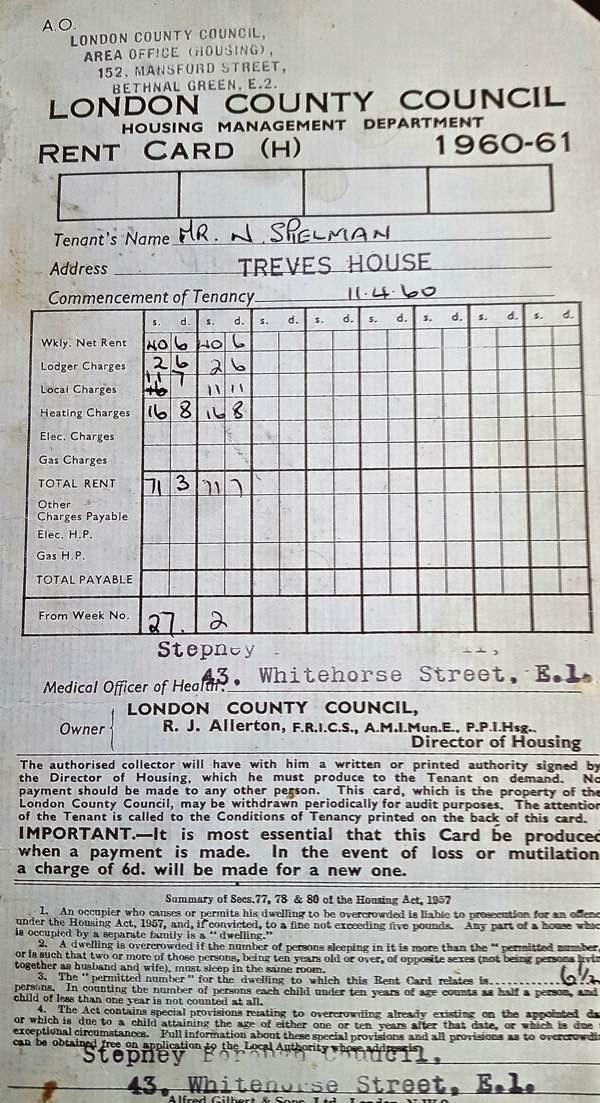 A.O.
LONDON COUNTY COUNCIL,
AREA OFFICE (HOUSING),
152, MANSFORD STREET,
BETHNAL GREEN, E.2.
LONDON COUNTY COUNCIL
HOUSING MANAGEMENT DEPARTMENT
RENT CARD (H) 1960-61
Tenant's Name MR. N. SPELMAN
Address TREVES HOUSE
Commencement of Tenancy 11.4.60
s. d. s. d. s. d. s. d. s. d. s. d. s. d. s. d.
Wkly. Net Rent 40 6 40 6
Lodger Charges 2 6 2 6
Local Charges 11 7 11 11
Heating Charges 16 8 16 8
Elec. Charges
Gas Charges
TOTAL RENT 71 3 71 7
Other
Charges Payable
Elec. H.P.
Gas H.P.
TOTAL PAYABLE
From Week No. 27. 2
Stepney
Medical Officer of Health: 43, Whitehorse Street, E.1.
LONDON COUNTY COUNCIL,
Owner R. J. Allerton, F.R.I.C.S., A.M.I.Mun.E., P.P.I.Hsg..
Director of Housing
The authorised collector will have with him a written or printed authority signed by
the Director of Housing, which he must produce to the Tenant on demand. No
payment should be made to any other person. This card, which is the property of the
London County Council, may be withdrawn periodically for audit purposes. The attention
of the Tenant is called to the Conditions of Tenancy printed on the back of this card.
IMPORTANT.—It is most essential that this Card be produced
when a payment is made. In the event of loss or mutilation
a charge of 6d. will be made for a new one.
Summary of Secs.77, 78 & 80 of the Housing Act, 1957
1. An occupier who causes or permits his dwelling to be overcrowded is liable to prosecution for an offence
under the Housing Act, 1957, and, if convicted, to a fine not exceeding five pounds. Any part of a house which
is occupied by a separate family is a "dwelling."
2. A dwelling is overcrowded if the number of persons sleeping in it is more than the "permitted number,
or is such that two or more of those persons, being ten years old or over, of opposite sexes (not being persons living
together as husband and wife), must sleep in the same room.
3. The "permitted number" for the dwelling to which this Rent Card relates is............ 6½
persons. In counting the number of persons each child under ten years of age counts as half a person, and
child of less than one year is not counted at all.
4. The Act contains special provisions relating to overcrowding already existing on the appointed da
or which is due to a child attaining the age of either one or ten years after that date, or which is due
exceptional circumstances. Full information about these special provisions and all provisions as to overcrowdi
can be obtained free on application to the Local Authority whose address is
Stepney Borough Council,
43, Whitehorse Street, E.1.
Alfred Gilbert & Sons Ltd. London N.W.9